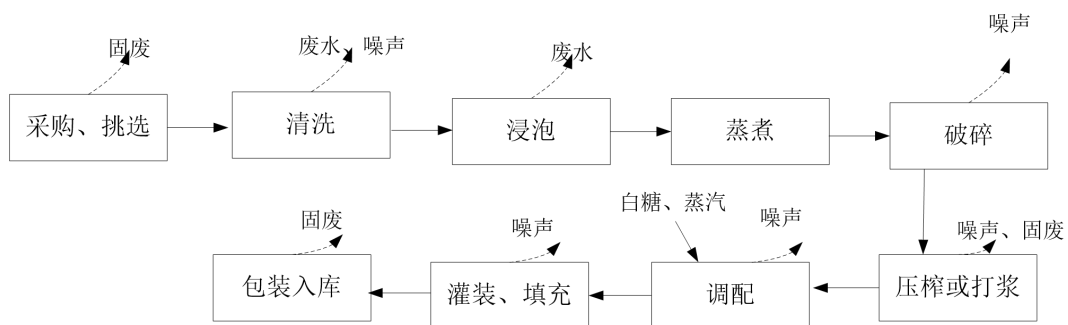 固废
采购、挑选
废水、噪声
清洗
废水
浸泡
蒸煮
噪声
破碎
噪声、固废
压榨或打浆
白糖、蒸汽
噪声
调配
噪声
灌装、填充
固废
包装入库